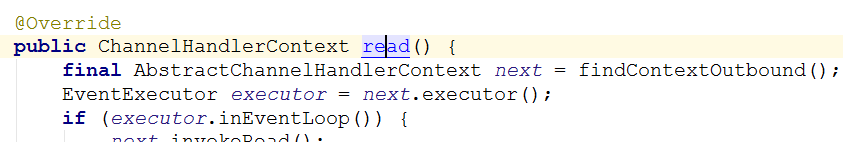 @Override
public ChannelHandlerContext read() {
    final AbstractChannelHandlerContext next = findContextOutbound();
    EventExecutor executor = next.executor();
    if (executor.inEventLoop()) {
        next.invokeRead();